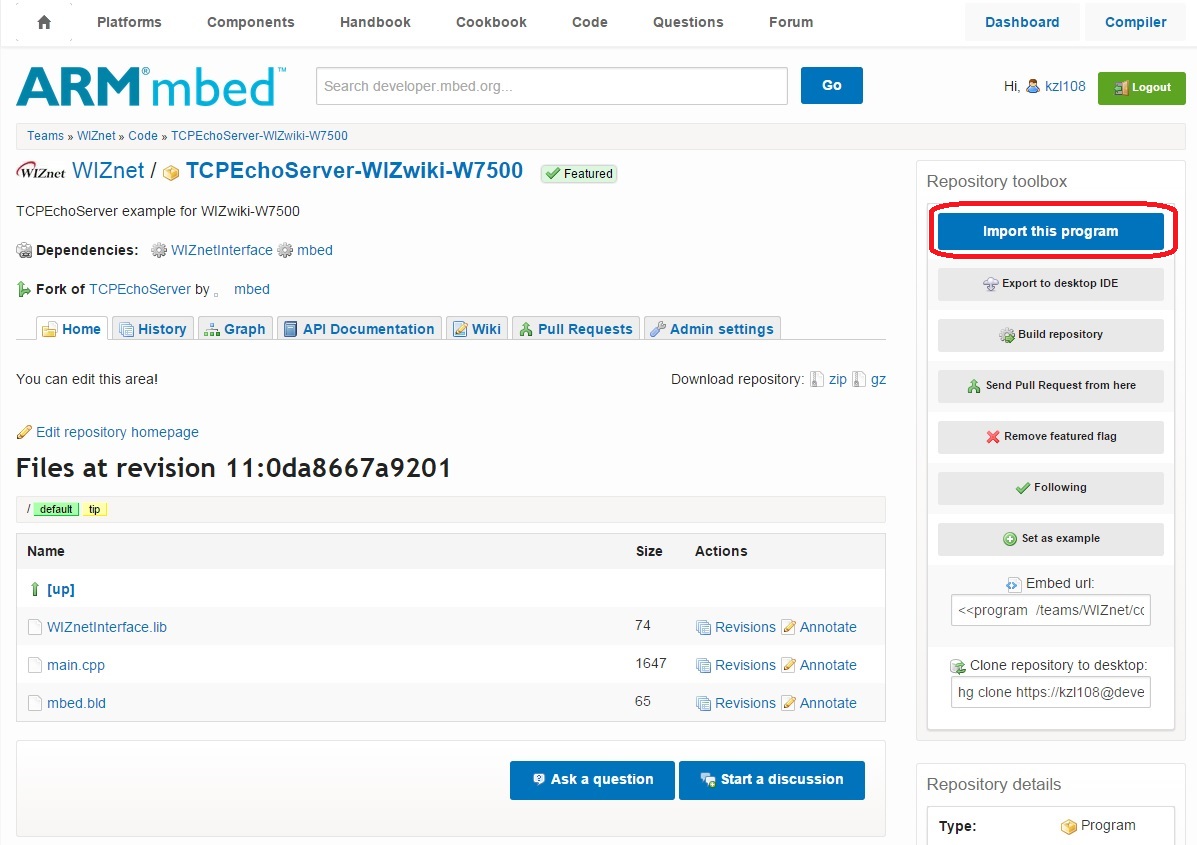 Platforms Components Handbook Cookbook Code Questions Forum Dashboard Compiler
ARM®mbed™ Search developer.mbed.org... Go Hi, kzl108 Logout
Teams » WIZnet » Code » TCPEchoServer-WIZwiki-W7500
WIZnet WIZnet / TCPEchoServer-WIZwiki-W7500 Featured
TCPEchoServer example for WIZwiki-W7500
Dependencies: WIZnetInterface mbed
Fork of TCPEchoServer by mbed
Home History Graph API Documentation Wiki Pull Requests Admin settings
You can edit this area! Download repository: zip gz
Edit repository homepage
Files at revision 11:0da8667a9201
/ default tip
Name Size Actions
[up]
WIZnetInterface.lib 74 Revisions Annotate
main.cpp 1647 Revisions Annotate
mbed.bld 65 Revisions Annotate
Ask a question Start a discussion
Repository toolbox
Import this program
Export to desktop IDE
Build repository
Send Pull Request from here
Remove featured flag
Following
Set as example
Embed url:
<<program /teams/WIZnet/cc
Clone repository to desktop:
hg clone https://kzl108@deve
Repository details
Type: Program